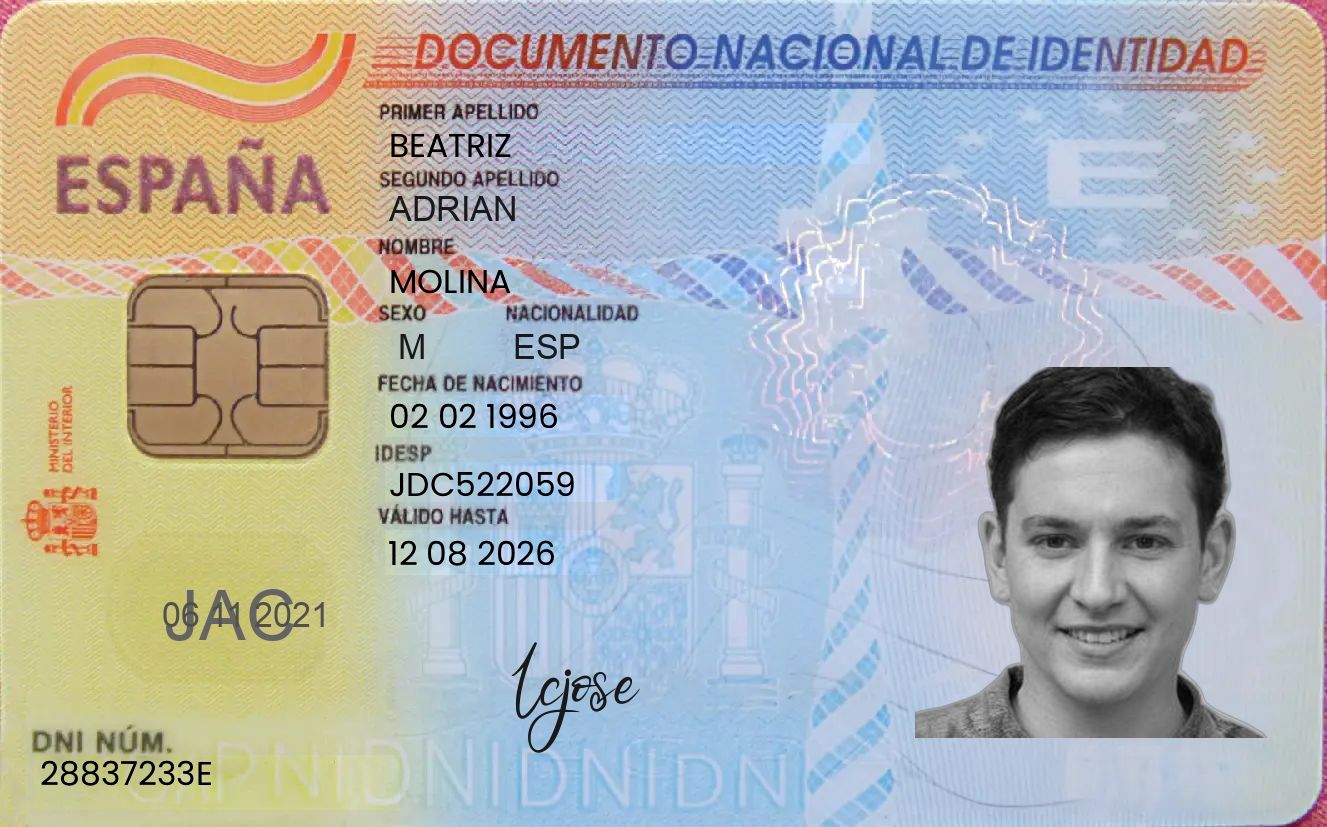 DOCUMENTO NACIONAL DE IDENTIDAD
ESPAÑA
PRIMER APELLIDO
BEATRIZ
SEGUNDO APELLIDO
ADRIAN
NOMBRE
MOLINA
SEXO NACIONALIDAD
M ESP
FECHA DE NACIMIENTO
02 02 1996
IDESP
JDC522059
VÁLIDO HASTA
12 08 2026
MINISTERIO
DEL INTERIOR
E
JAC
06 11 2021
lcjose
DNI NÚM.
28837233E
DNIDNIDNIDN